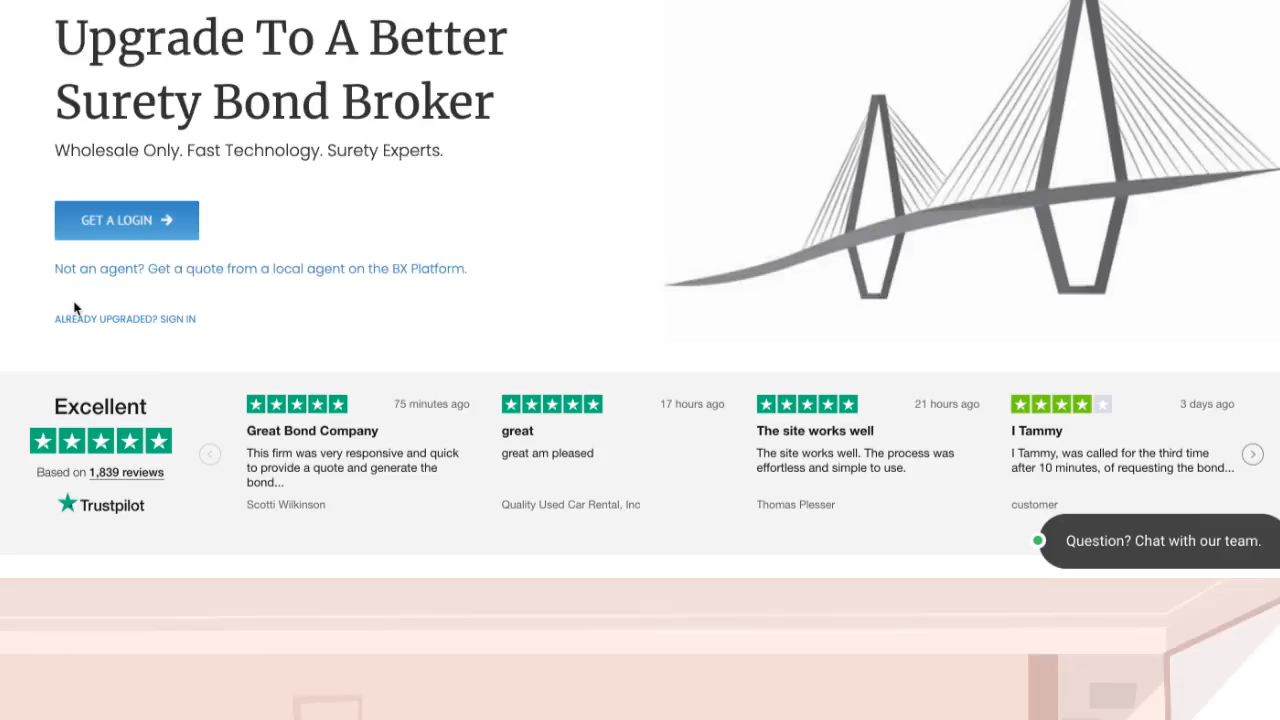 Upgrade To A Better
Surety Bond Broker
Wholesale Only. Fast Technology. Surety Experts.
GET A LOGIN
Not an agent? Get a quote from a local agent on the BX Platform.
ALREADY UPGRADED? SIGN IN
Excellent
Based on 1,839 reviews
Trustpilot
75 minutes ago
Great Bond Company
This firm was very responsive and quick
to provide a quote and generate the
bond...
Scotti Wilkinson
17 hours ago
great
great am pleased
Quality Used Car Rental, Inc
21 hours ago
The site works well
The site works well. The process was
effortless and simple to use.
Thomas Plesser
3 days ago
I Tammy
I Tammy, was called for the third time
after 10 minutes, of requesting the bond...
customer
Question? Chat with our team.